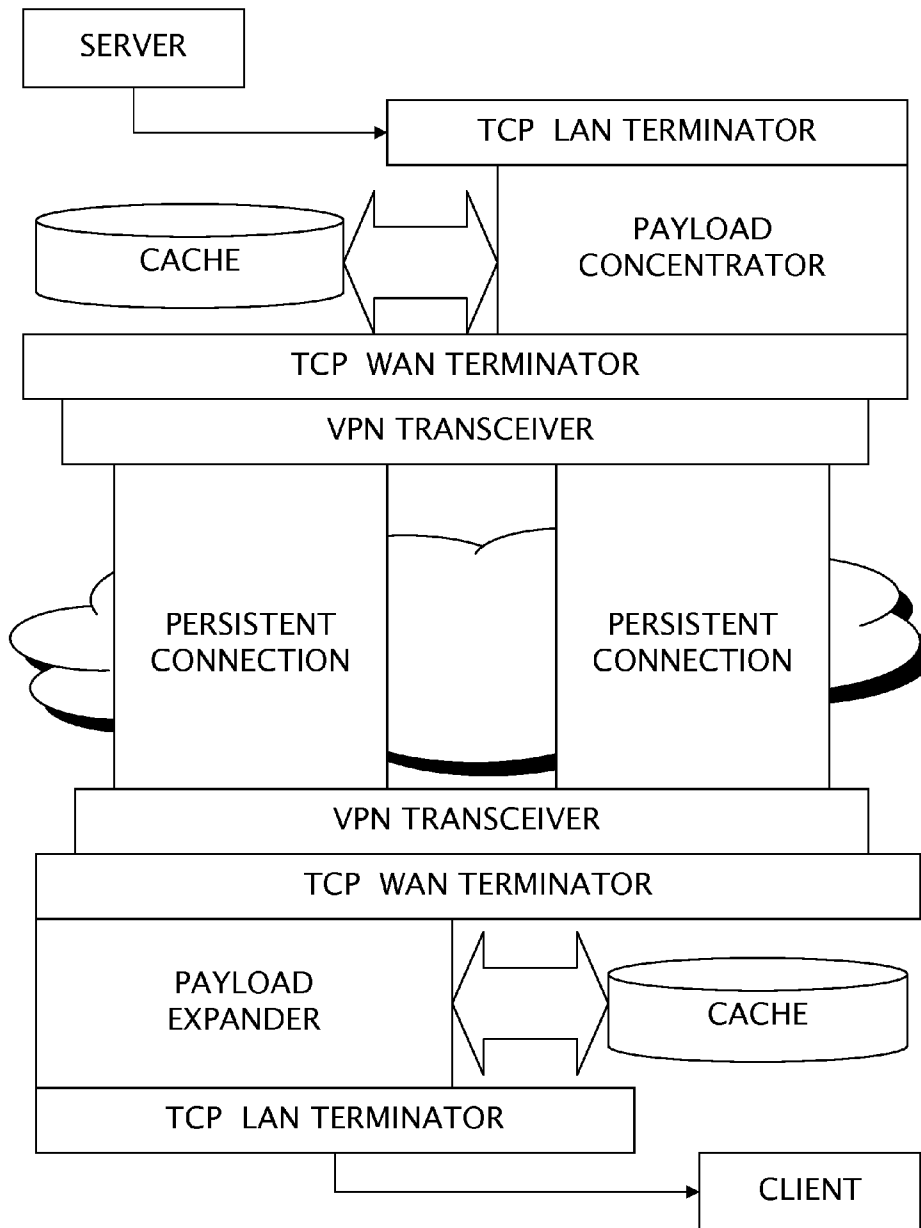 SERVER
TCP LAN TERMINATOR
CACHE
PAYLOAD
CONCENTRATOR
TCP WAN TERMINATOR
VPN TRANSCEIVER
PERSISTENT
CONNECTION
PERSISTENT
CONNECTION
VPN TRANSCEIVER
TCP WAN TERMINATOR
PAYLOAD
EXPANDER
CACHE
TCP LAN TERMINATOR
CLIENT